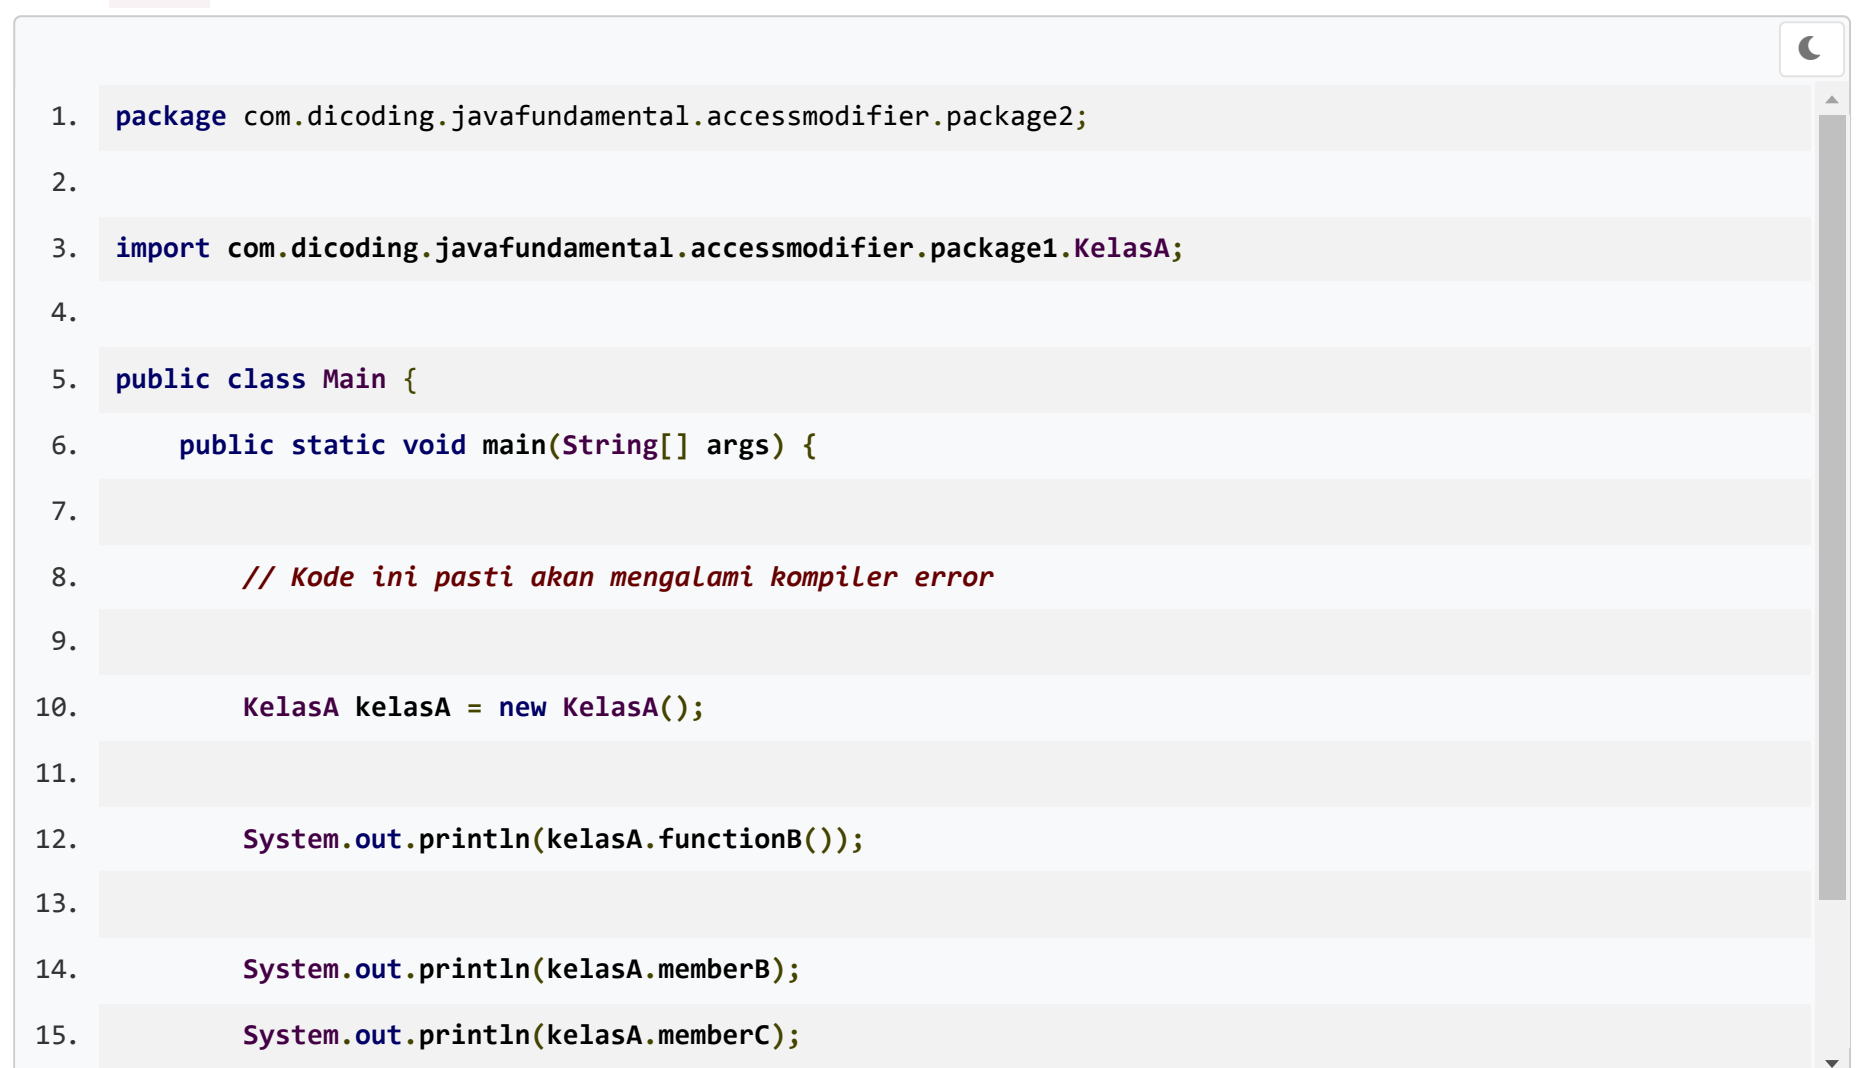 1. package com.dicoding.javafundamental.accessmodifier.package2;
2.
3. import com.dicoding.javafundamental.accessmodifier.package1.KelasA;
4.
5. public class Main {
6. public static void main(String[] args) {
7.
8. // Kode ini pasti akan mengalami kompiler error
9.
10. KelasA kelasA = new KelasA();
11.
12. System.out.println(kelasA.functionB());
13.
14. System.out.println(kelasA.memberB);
15. System.out.println(kelasA.memberC);